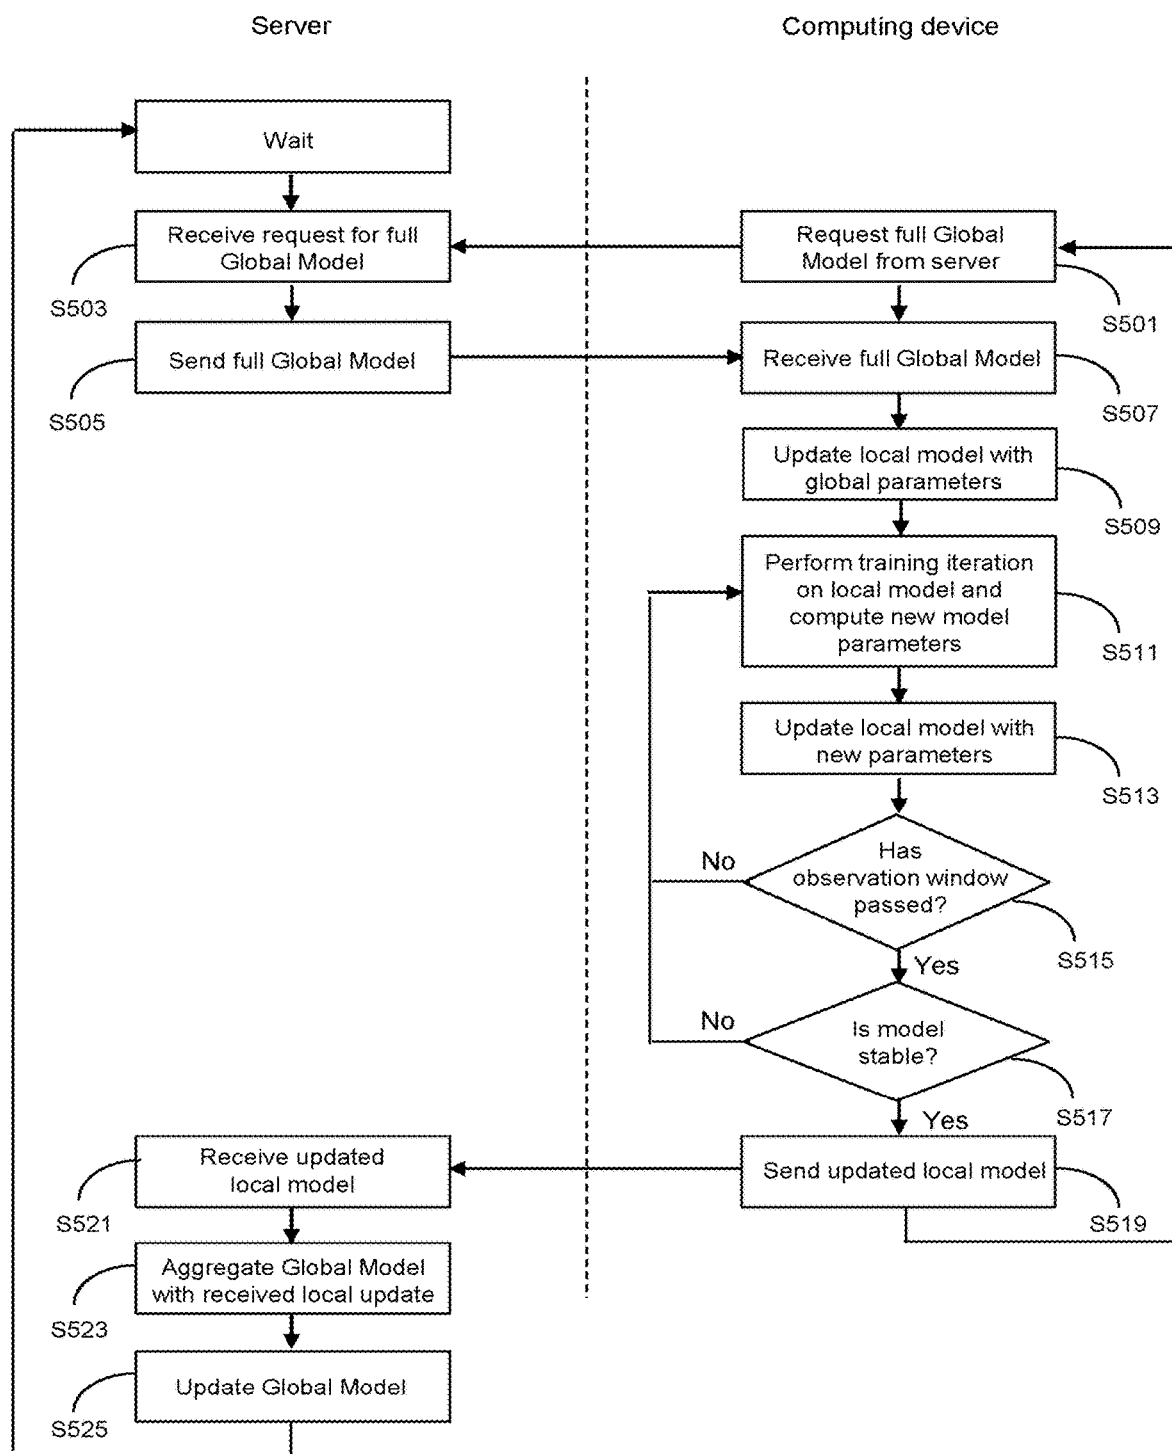 Server
Computing device
Wait
Receive request for full
Global Model
S503
Request full Global
Model from server
S501
Send full Global Model
S505
Receive full Global Model
S507
Update local model with
global parameters
S509
Perform training iteration
on local model and
compute new model
parameters
S511
Update local model with
new parameters
S513
Has
observation window
passed?
No
S515
Yes
Is model
stable?
No
S517
Yes
Receive updated
local model
S521
Send updated local model
S519
Aggregate Global Model
with received local update
S523
Update Global Model
S525